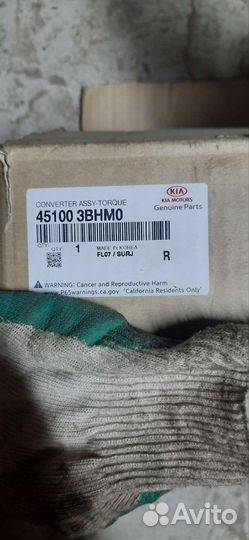 CONVERTER ASSY-TORQUE
KIA
KIA MOTORS
Genuine Parts
45100 3BHM0
QTY QTY 1 MADE IN KOREA
FL07 / SURJ
R
WARNING: Cancer and Reproductive Harm
www.P65warnings.ca.gov 'California Residents Only'
Avito